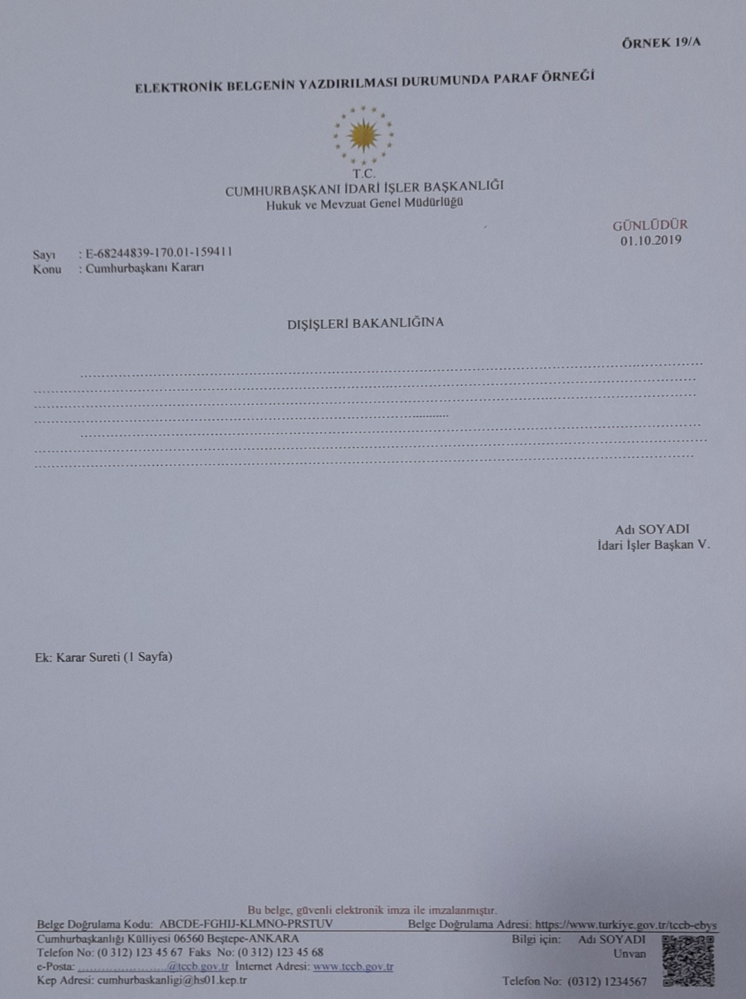 ÖRNEK 19/A
ELEKTRONİK BELGENİN YAZDIRILMASI DURUMUNDA PARAF ÖRNEĞİ
T.C.
CUMHURBAŞKANI İDARİ İŞLER BAŞKANLIĞI
Hukuk ve Mevzuat Genel Müdürlüğü
GÜNLÜDÜR
01.10.2019
Sayı : E-68244839-170.01-159411
Konu : Cumhurbaşkanı Kararı
DIŞİŞLERİ BAKANLIĞINA
Adı SOYADI
İdari İşler Başkan V.
Ek: Karar Sureti (1 Sayfa)
Bu belge, güvenli elektronik imza ile imzalanmıştır.
Belge Doğrulama Kodu: ABCDE-FGHIJ-KLMNO-PRSTUV Belge Doğrulama Adresi: https://www.turkiye.gov.tr/tccb-ebys
Cumhurbaşkanlığı Külliyesi 06560 Beştepe-ANKARA Bilgi için: Adı SOYADI
Telefon No: (0 312) 123 45 67 Faks No: (0 312) 123 45 68 Unvan
e-Posta: ......................@tccb.gov.tr İnternet Adresi: www.tccb.gov.tr
Kep Adresi: cumhurbaskanligi@hs01.kep.tr Telefon No: (0312) 1234567